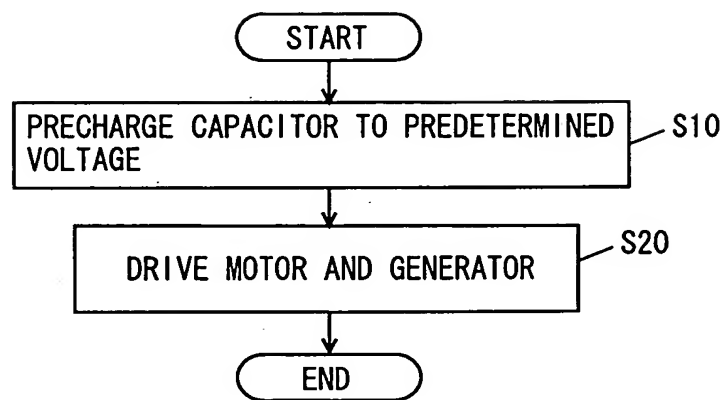 START
PRECHARGE CAPACITOR TO PREDETERMINED
VOLTAGE
S10
DRIVE MOTOR AND GENERATOR
S20
END